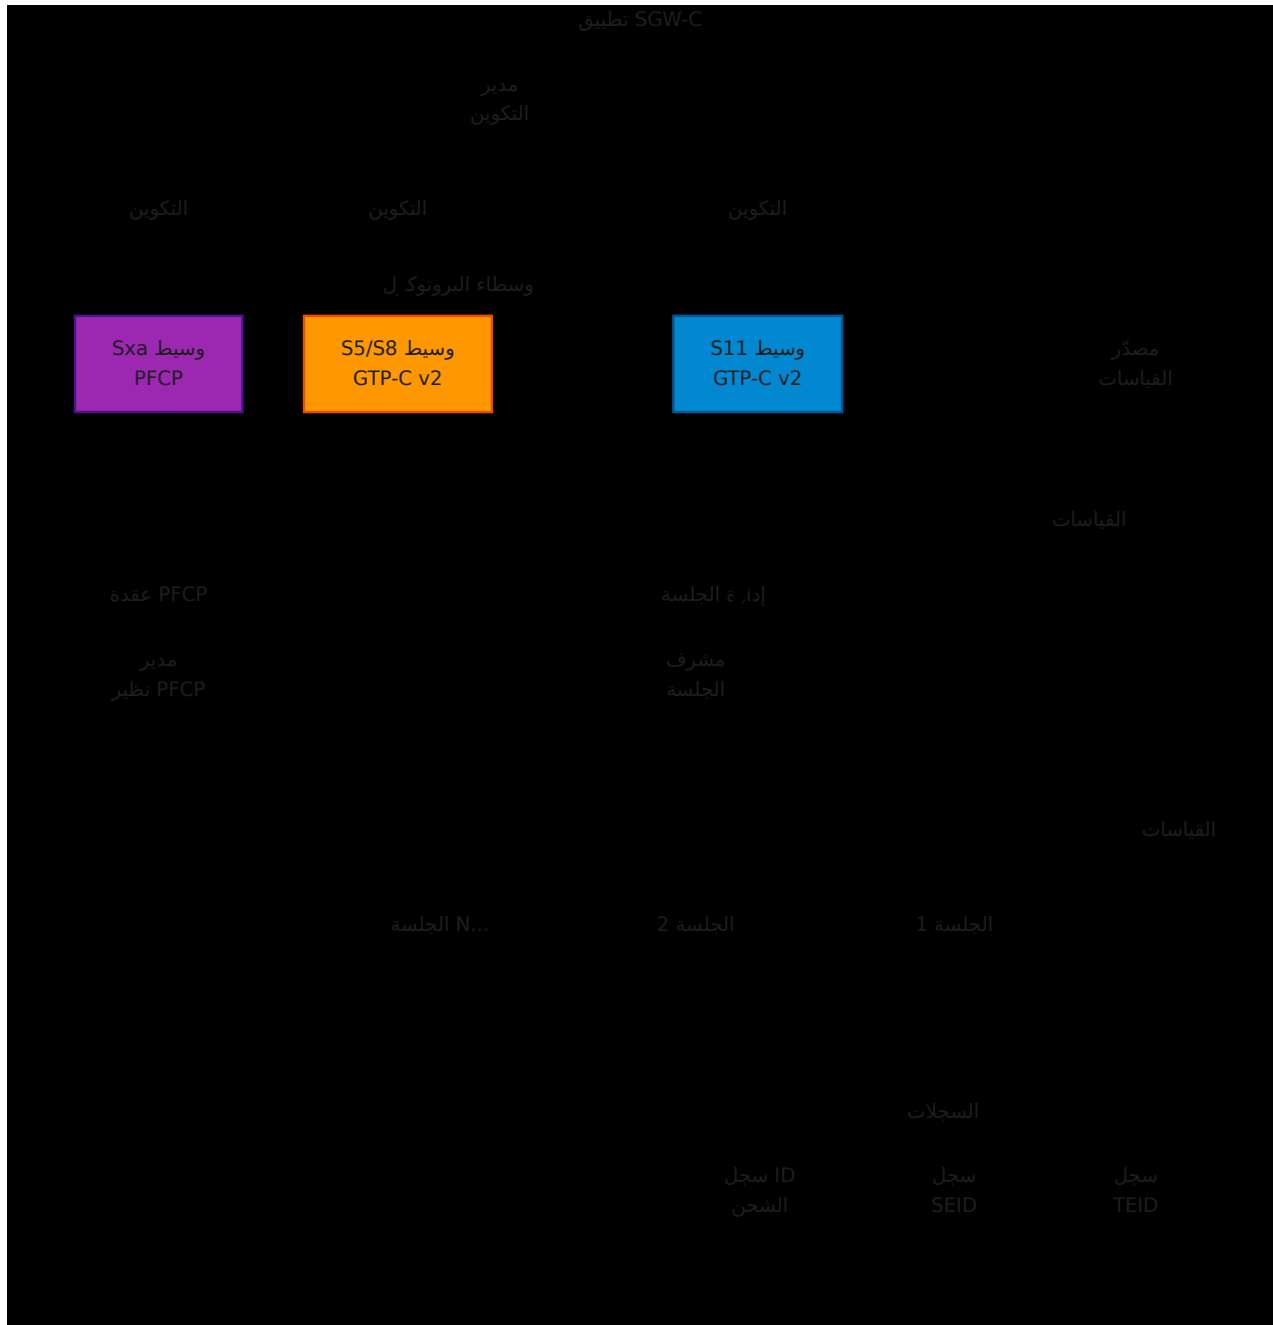 تطبيق SGW-C
مدير
التكوين
التكوين
التكوين
التكوين
وسطاء البروتوكول
وسيط Sxa
PFCP
وسيط S5/S8
GTP-C v2
وسيط S11
GTP-C v2
مصدّر
القياسات
القياسات
عقدة PFCP
إدارة الجلسة
مدير
نظير PFCP
مشرف
الجلسة
القياسات
الجلسة N...
الجلسة 2
الجلسة 1
السجلات
سجل ID
الشحن
سجل
SEID
سجل
TEID